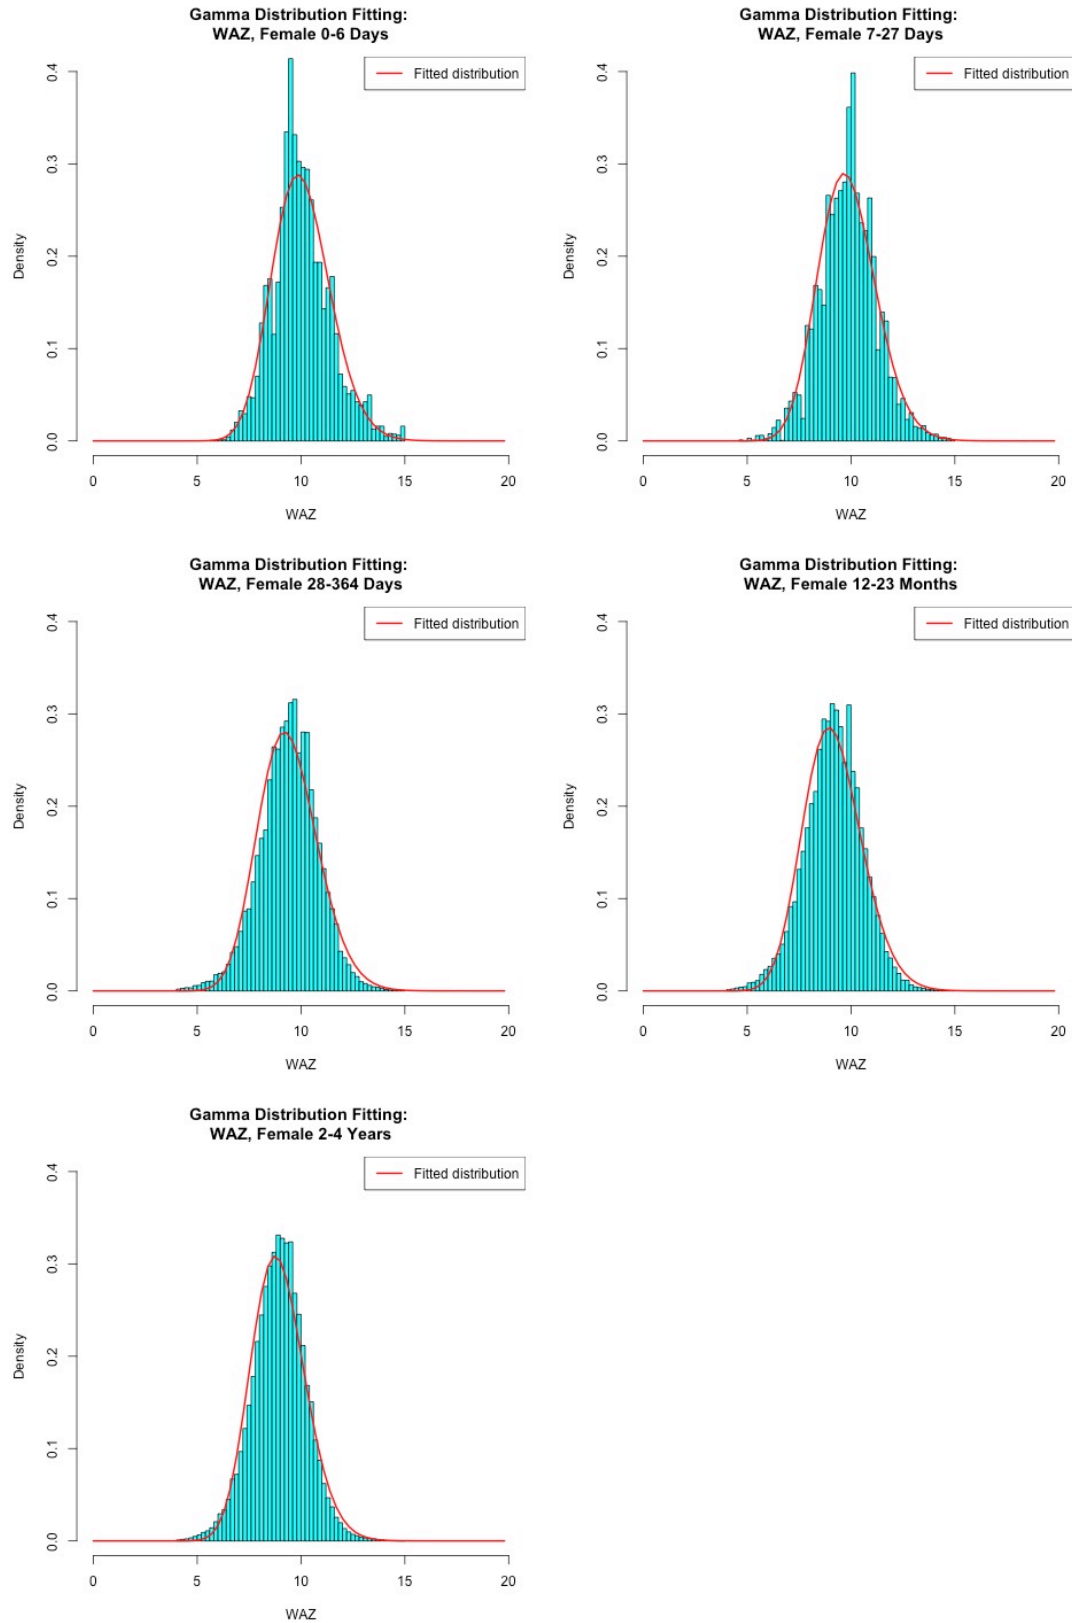 Gamma Distribution Fitting:
WAZ, Female 0-6 Days
Fitted distribution
Density
0.0 0.1 0.2 0.3 0.4
0 5 10 15 20
WAZ
Gamma Distribution Fitting:
WAZ, Female 7-27 Days
Fitted distribution
Density
0.0 0.1 0.2 0.3 0.4
0 5 10 15 20
WAZ
Gamma Distribution Fitting:
WAZ, Female 28-364 Days
Fitted distribution
Density
0.0 0.1 0.2 0.3 0.4
0 5 10 15 20
WAZ
Gamma Distribution Fitting:
WAZ, Female 12-23 Months
Fitted distribution
Density
0.0 0.1 0.2 0.3 0.4
0 5 10 15 20
WAZ
Gamma Distribution Fitting:
WAZ, Female 2-4 Years
Fitted distribution
Density
0.0 0.1 0.2 0.3 0.4
0 5 10 15 20
WAZ